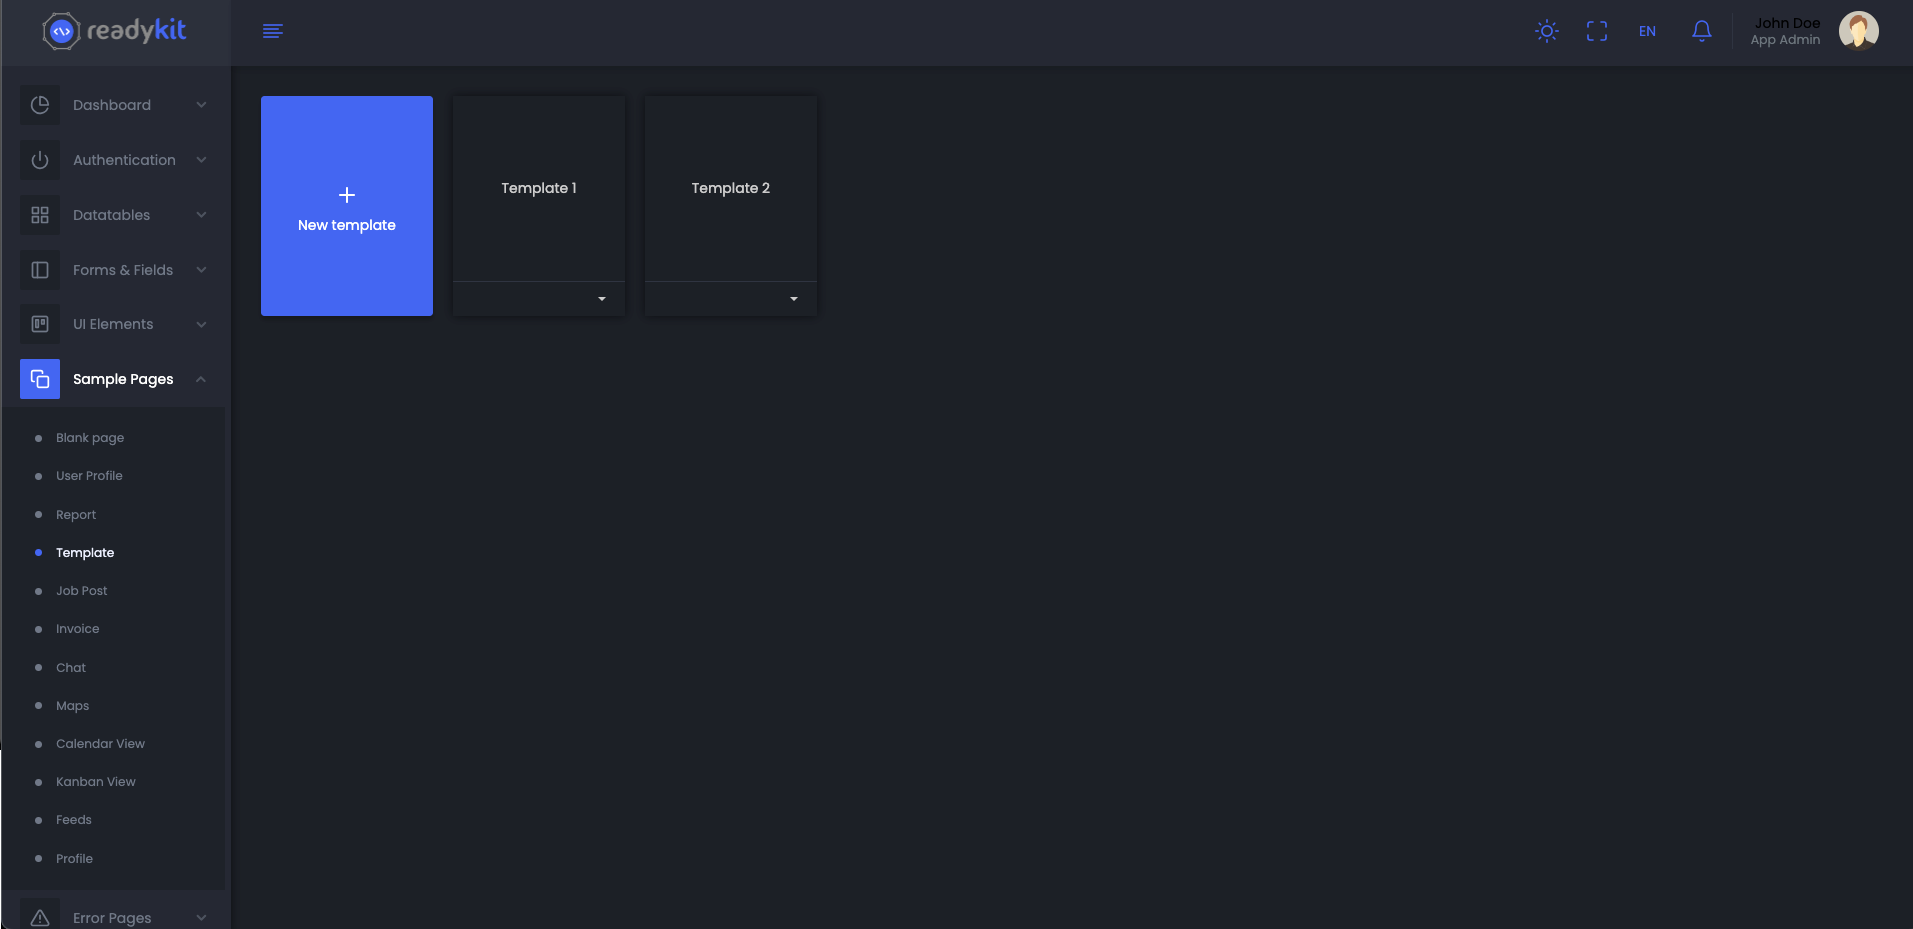 readykit
EN
John Doe
App Admin
Dashboard
Authentication
Datatables
Forms & Fields
UI Elements
Sample Pages
Blank page
User Profile
Report
Template
Job Post
Invoice
Chat
Maps
Calendar View
Kanban View
Feeds
Profile
Error Pages
New template
Template 1
Template 2